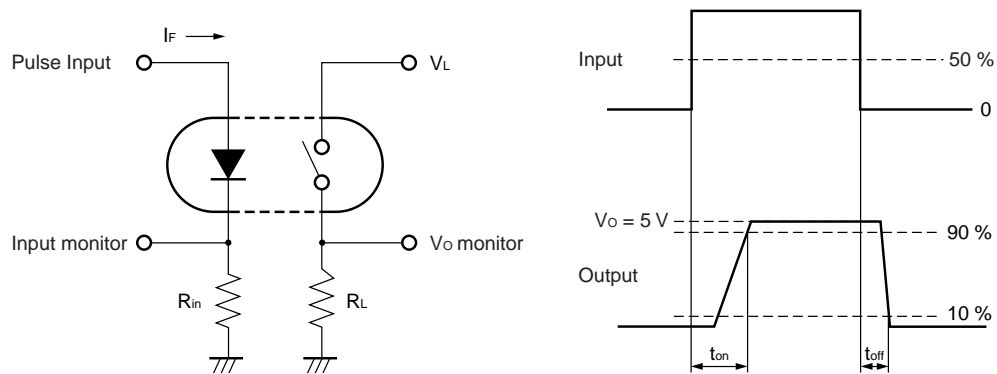 IF
Pulse Input
VL
Input monitor
VO monitor
Rin
RL
Input
50 %
0
VO = 5 V
90 %
Output
10 %
ton
toff